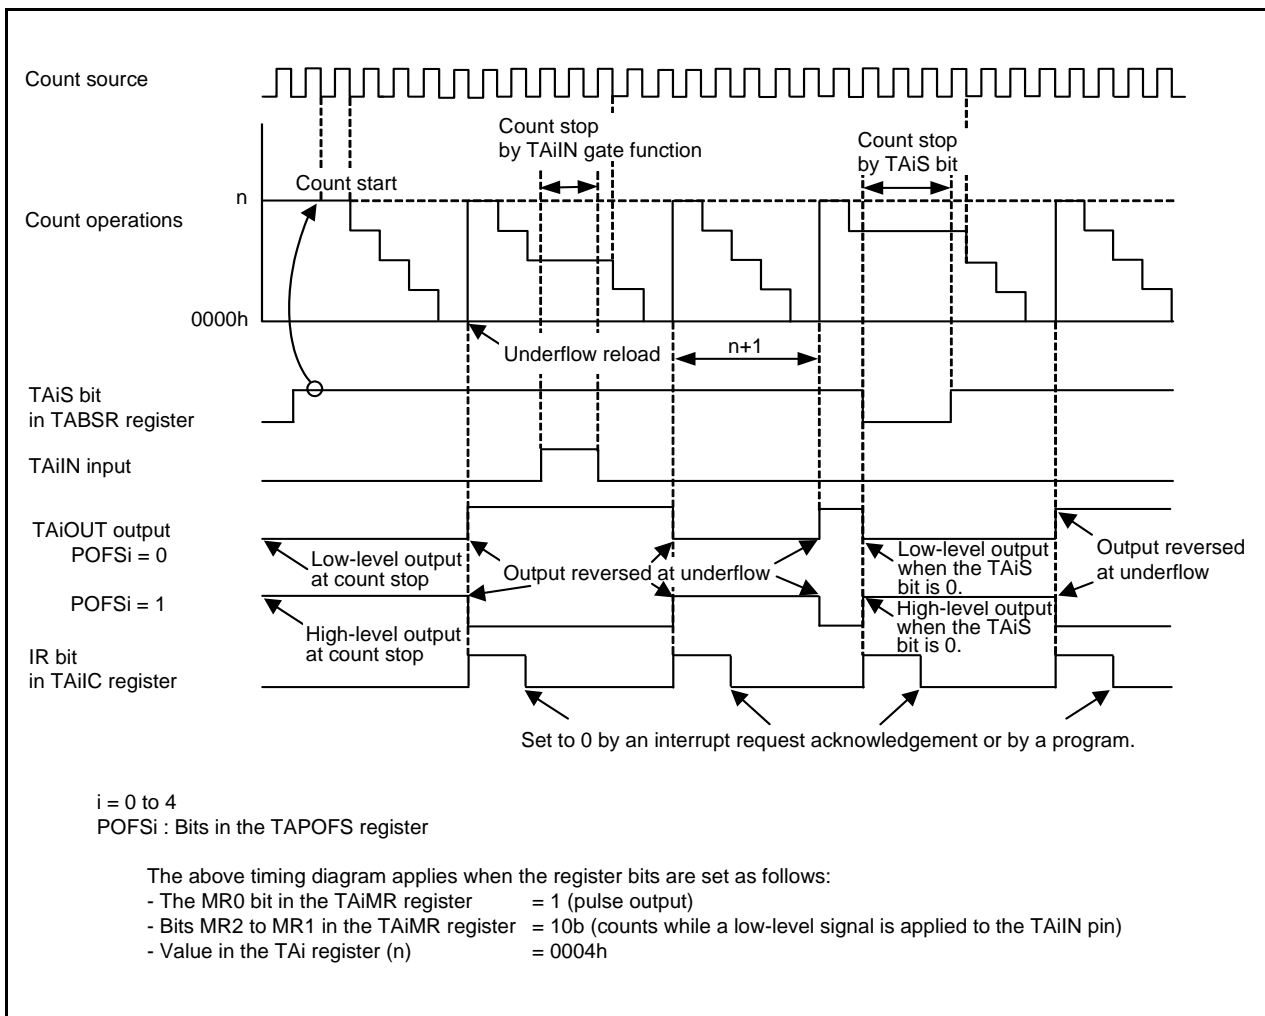 Count source
Count stop
by TAiIN gate function
Count stop
by TAiS bit
Count start
n
Count operations
0000h
Underflow reload
n+1
TAiS bit
in TABSR register
TAiIN input
TAiOUT output
POFSi = 0
Low-level output
at count stop
Output reversed at underflow
Low-level output
when the TAiS
bit is 0.
Output reversed
at underflow
POFSi = 1
High-level output
at count stop
High-level output
when the TAiS
bit is 0.
IR bit
in TAiIC register
Set to 0 by an interrupt request acknowledgement or by a program.
i = 0 to 4
POFSi : Bits in the TAPOFS register
The above timing diagram applies when the register bits are set as follows:
- The MR0 bit in the TAiMR register = 1 (pulse output)
- Bits MR2 to MR1 in the TAiMR register = 10b (counts while a low-level signal is applied to the TAiIN pin)
- Value in the TAi register (n) = 0004h